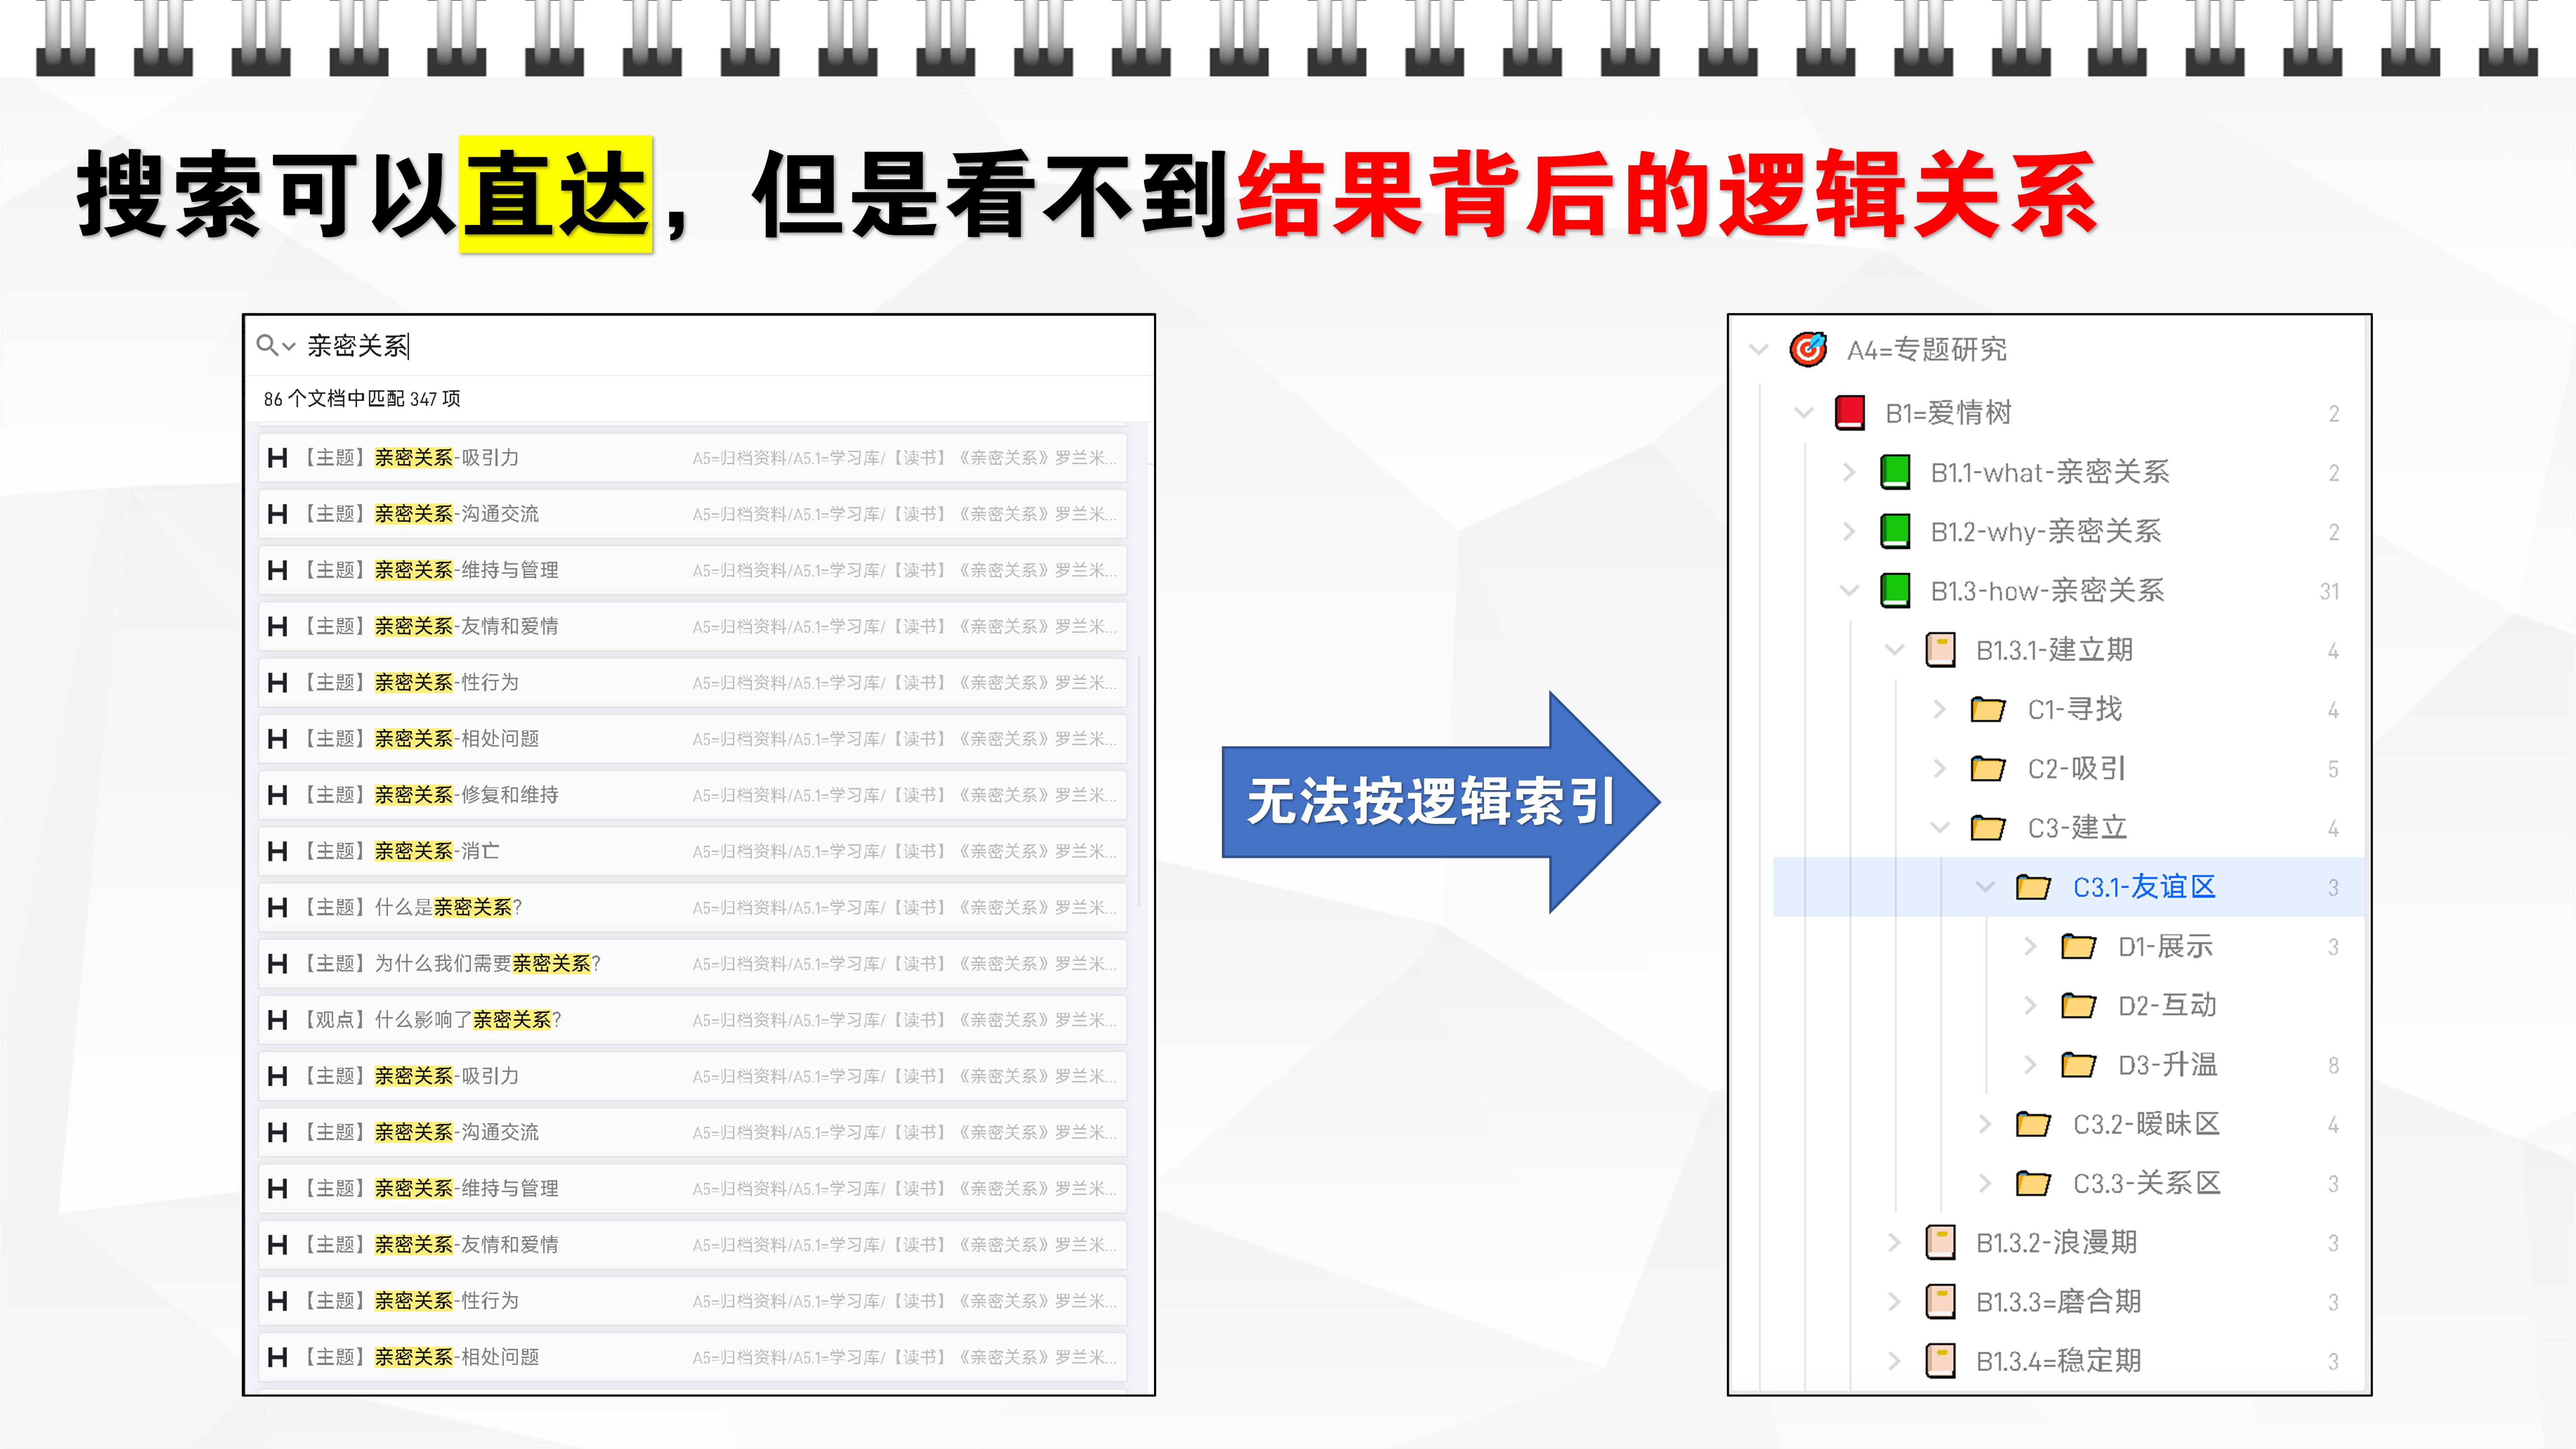 搜索可以直达，但是看不到结果背后的逻辑关系
亲密关系
86 个文档中匹配 347 项
H 【主题】亲密关系-吸引力 A5=归档资料/A5.1=学习库/【读书】《亲密关系》罗兰米...
H 【主题】亲密关系-沟通交流 A5=归档资料/A5.1=学习库/【读书】《亲密关系》罗兰米...
H 【主题】亲密关系-维持与管理 A5=归档资料/A5.1=学习库/【读书】《亲密关系》罗兰米...
H 【主题】亲密关系-友情和爱情 A5=归档资料/A5.1=学习库/【读书】《亲密关系》罗兰米...
H 【主题】亲密关系-性行为 A5=归档资料/A5.1=学习库/【读书】《亲密关系》罗兰米...
H 【主题】亲密关系-相处问题 A5=归档资料/A5.1=学习库/【读书】《亲密关系》罗兰米...
H 【主题】亲密关系-修复和维持 A5=归档资料/A5.1=学习库/【读书】《亲密关系》罗兰米...
H 【主题】亲密关系-消亡 A5=归档资料/A5.1=学习库/【读书】《亲密关系》罗兰米...
H 【主题】什么是亲密关系? A5=归档资料/A5.1=学习库/【读书】《亲密关系》罗兰米...
H 【主题】为什么我们需要亲密关系? A5=归档资料/A5.1=学习库/【读书】《亲密关系》罗兰米...
H 【观点】什么影响了亲密关系? A5=归档资料/A5.1=学习库/【读书】《亲密关系》罗兰米...
H 【主题】亲密关系-吸引力 A5=归档资料/A5.1=学习库/【读书】《亲密关系》罗兰米...
H 【主题】亲密关系-沟通交流 A5=归档资料/A5.1=学习库/【读书】《亲密关系》罗兰米...
H 【主题】亲密关系-维持与管理 A5=归档资料/A5.1=学习库/【读书】《亲密关系》罗兰米...
H 【主题】亲密关系-友情和爱情 A5=归档资料/A5.1=学习库/【读书】《亲密关系》罗兰米...
H 【主题】亲密关系-性行为 A5=归档资料/A5.1=学习库/【读书】《亲密关系》罗兰米...
H 【主题】亲密关系-相处问题 A5=归档资料/A5.1=学习库/【读书】《亲密关系》罗兰米...
无法按逻辑索引
A4=专题研究
B1=爱情树 2
B1.1-what-亲密关系 2
B1.2-why-亲密关系 2
B1.3-how-亲密关系 31
B1.3.1-建立期 4
C1-寻找 4
C2-吸引 5
C3-建立 4
C3.1-友谊区 3
D1-展示 3
D2-互动
D3-升温 8
C3.2-暧昧区 4
C3.3-关系区 3
B1.3.2-浪漫期 3
B1.3.3=磨合期 3
B1.3.4=稳定期 3